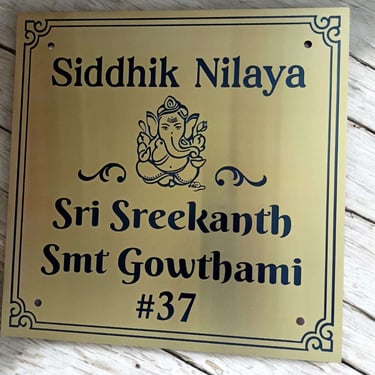 Siddhik Nilaya
Sri Sreekanth
Smt Gowthami
#37